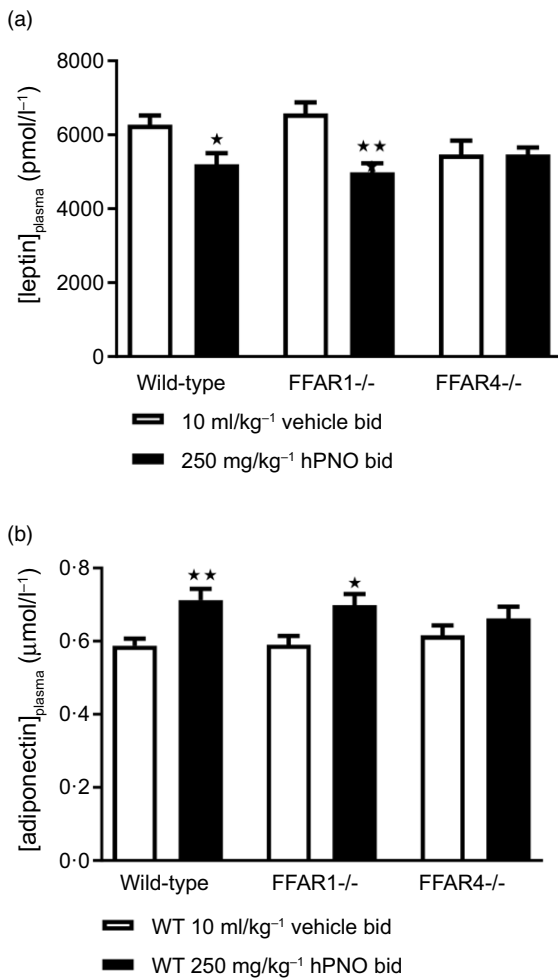 (a)
8000
6000
4000
2000
0
[leptin]plasma (pmol/l⁻¹)
★
★★
Wild-type FFAR1-/- FFAR4-/-
10 ml/kg⁻¹ vehicle bid
250 mg/kg⁻¹ hPNO bid
(b)
0·8
0·6
0·4
0·2
0·0
[adiponectin]plasma (μmol/l⁻¹)
★★
★
Wild-type FFAR1-/- FFAR4-/-
WT 10 ml/kg⁻¹ vehicle bid
WT 250 mg/kg⁻¹ hPNO bid